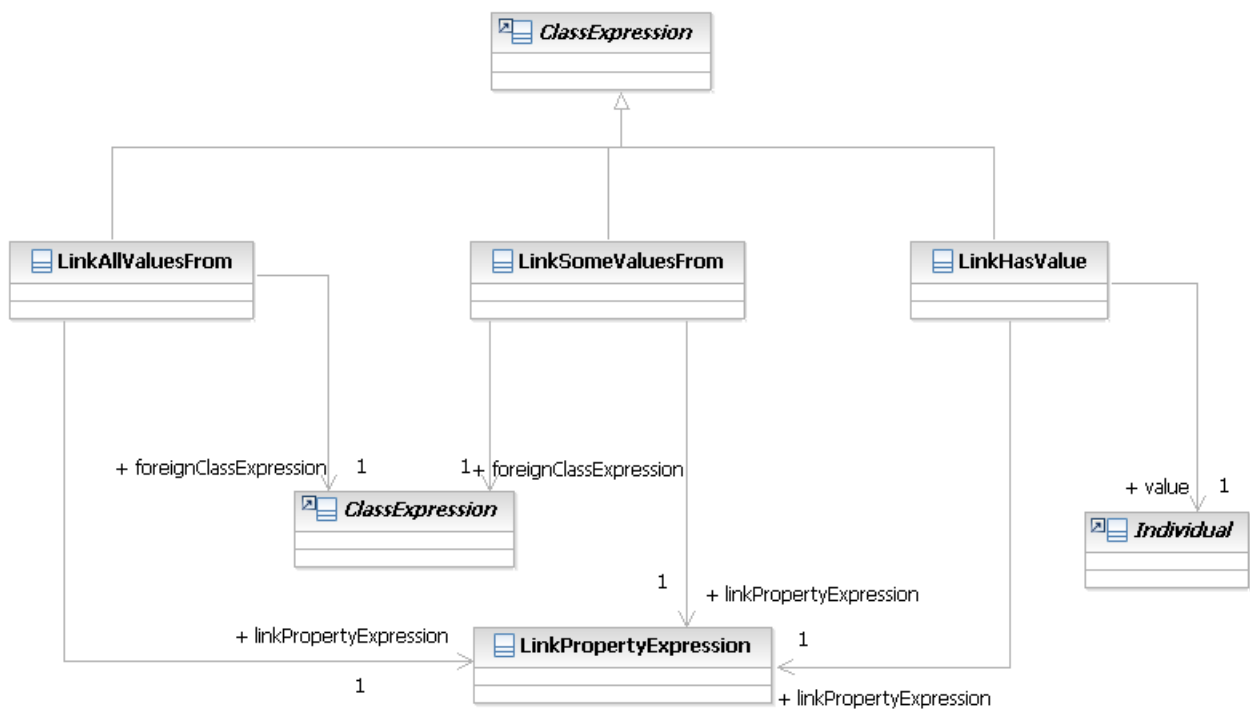 ClassExpression
LinkAllValuesFrom
LinkSomeValuesFrom
LinkHasValue
+ foreignClassExpression
1
1
+ foreignClassExpression
+ value
1
ClassExpression
Individual
1
+ linkPropertyExpression
+ linkPropertyExpression
1
LinkPropertyExpression
1
+ linkPropertyExpression